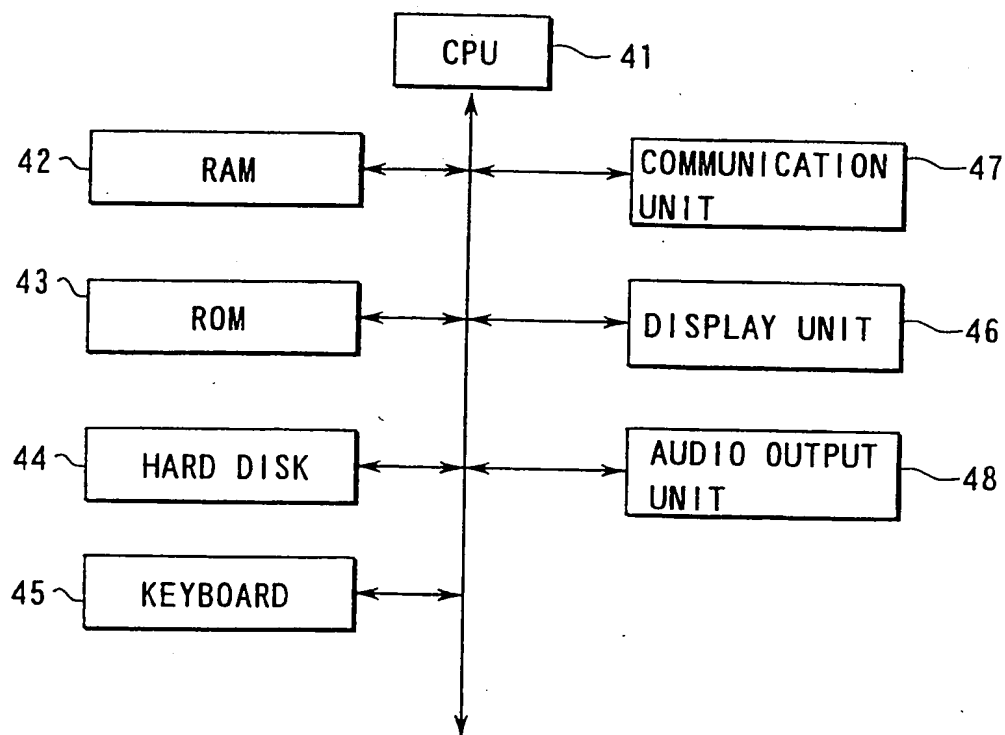 CPU
41
42
RAM
COMMUNICATION
UNIT
47
43
ROM
DISPLAY UNIT
46
44
HARD DISK
AUDIO OUTPUT
UNIT
48
45
KEYBOARD